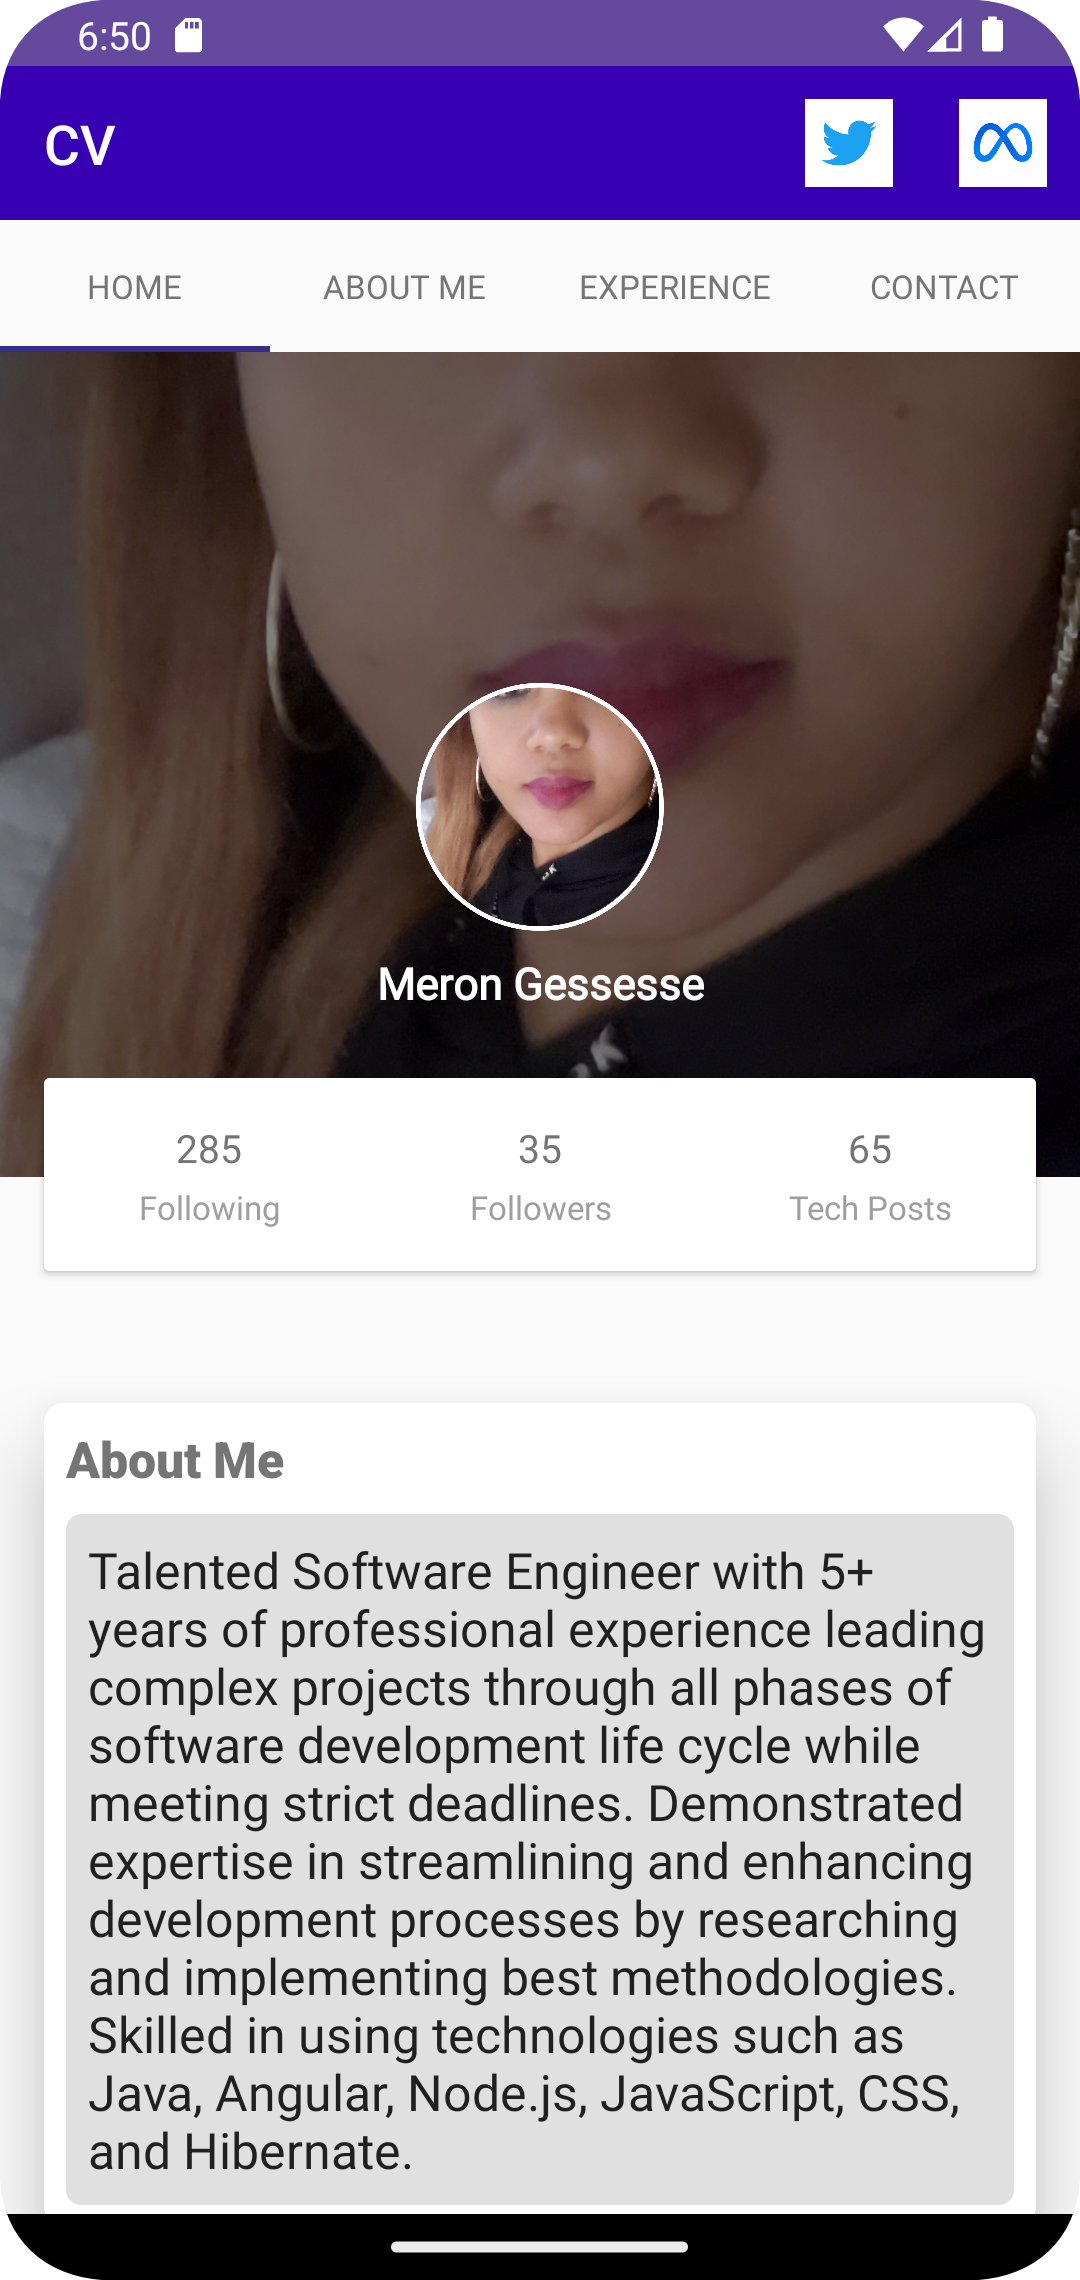 6:50
CV
HOME ABOUT ME EXPERIENCE CONTACT
Meron Gessesse
285 35 65
Following Followers Tech Posts
About Me
Talented Software Engineer with 5+
years of professional experience leading
complex projects through all phases of
software development life cycle while
meeting strict deadlines. Demonstrated
expertise in streamlining and enhancing
development processes by researching
and implementing best methodologies.
Skilled in using technologies such as
Java, Angular, Node.js, JavaScript, CSS,
and Hibernate.